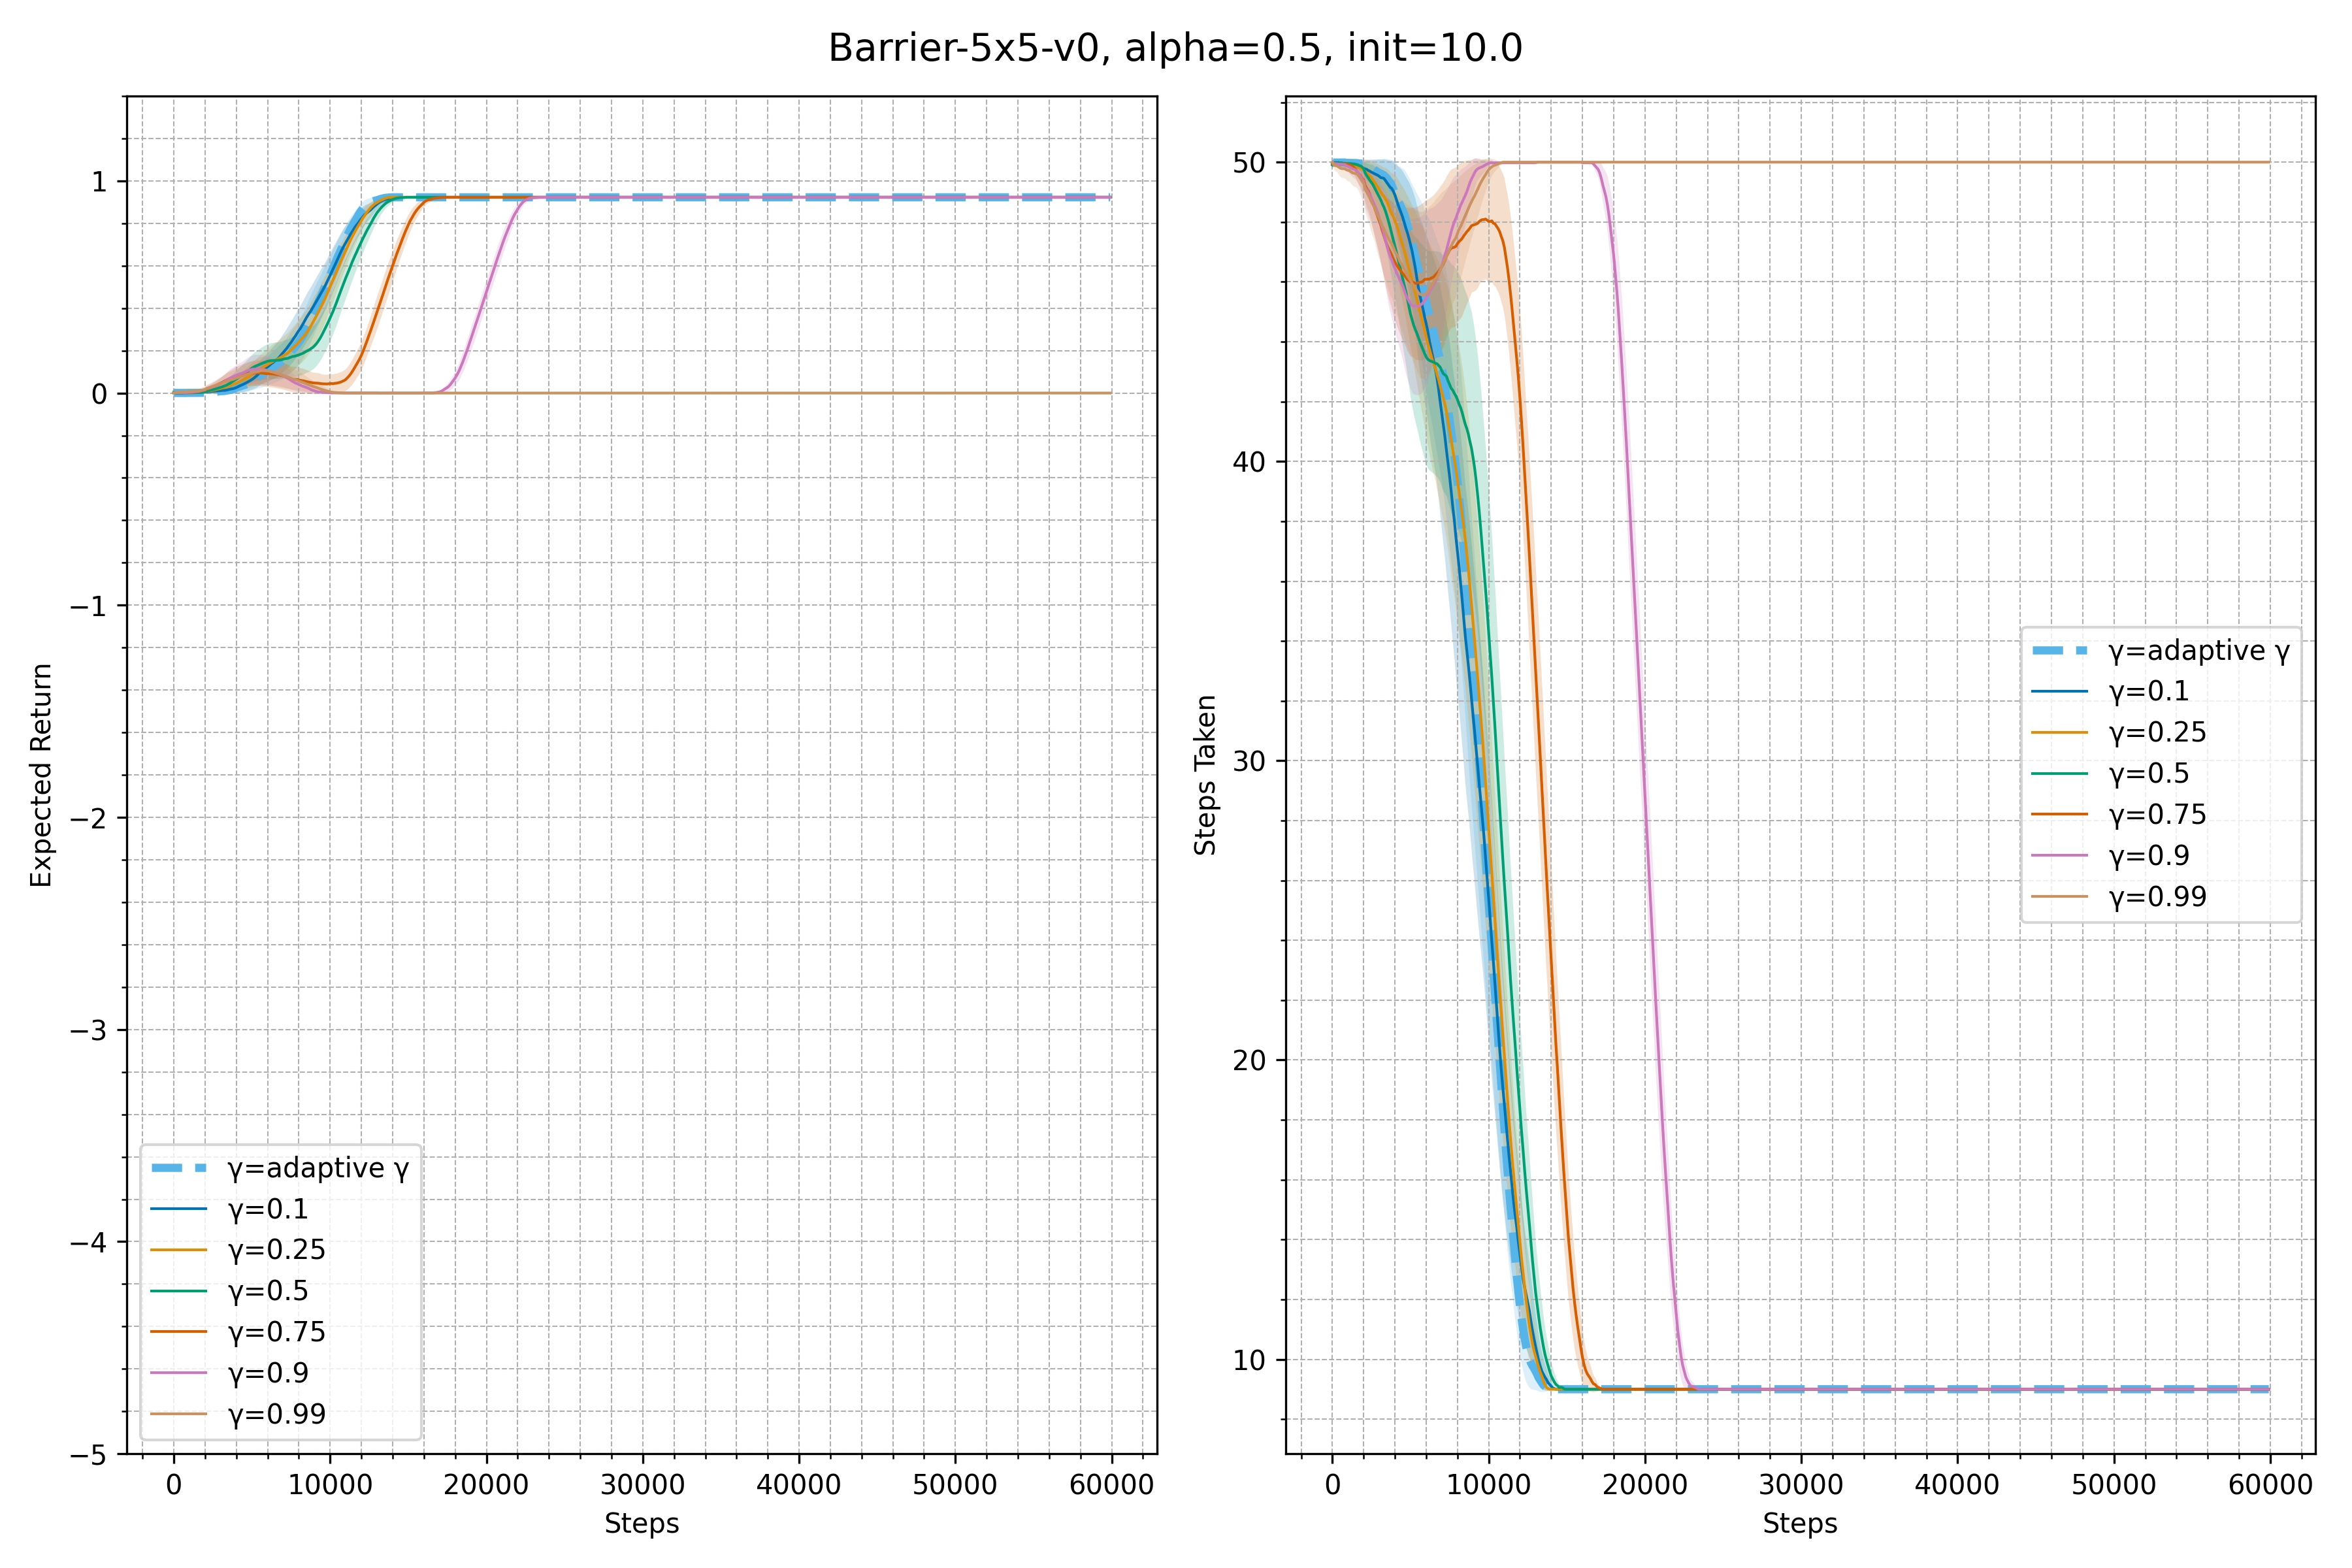 Barrier-5x5-v0, alpha=0.5, init=10.0
Expected Return
1
0
−1
−2
−3
−4
−5
γ=adaptive γ
γ=0.1
γ=0.25
γ=0.5
γ=0.75
γ=0.9
γ=0.99
0 10000 20000 30000 40000 50000 60000
Steps
Steps Taken
50
40
30
20
10
γ=adaptive γ
γ=0.1
γ=0.25
γ=0.5
γ=0.75
γ=0.9
γ=0.99
0 10000 20000 30000 40000 50000 60000
Steps